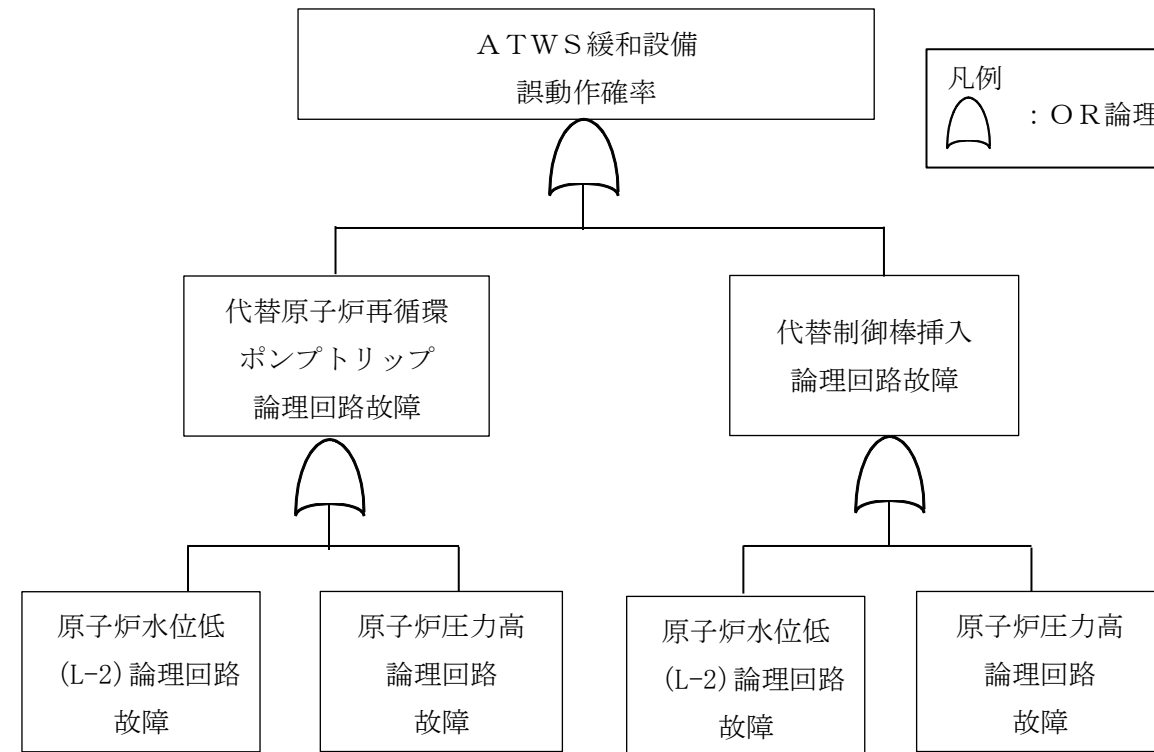 ＡＴＷＳ緩和設備
誤動作確率
凡例
：ＯＲ論理
代替原子炉再循環
ポンプトリップ
論理回路故障
代替制御棒挿入
論理回路故障
原子炉水位低
(L-2)論理回路
故障
原子炉圧力高
論理回路
故障
原子炉水位低
(L-2)論理回路
故障
原子炉圧力高
論理回路
故障